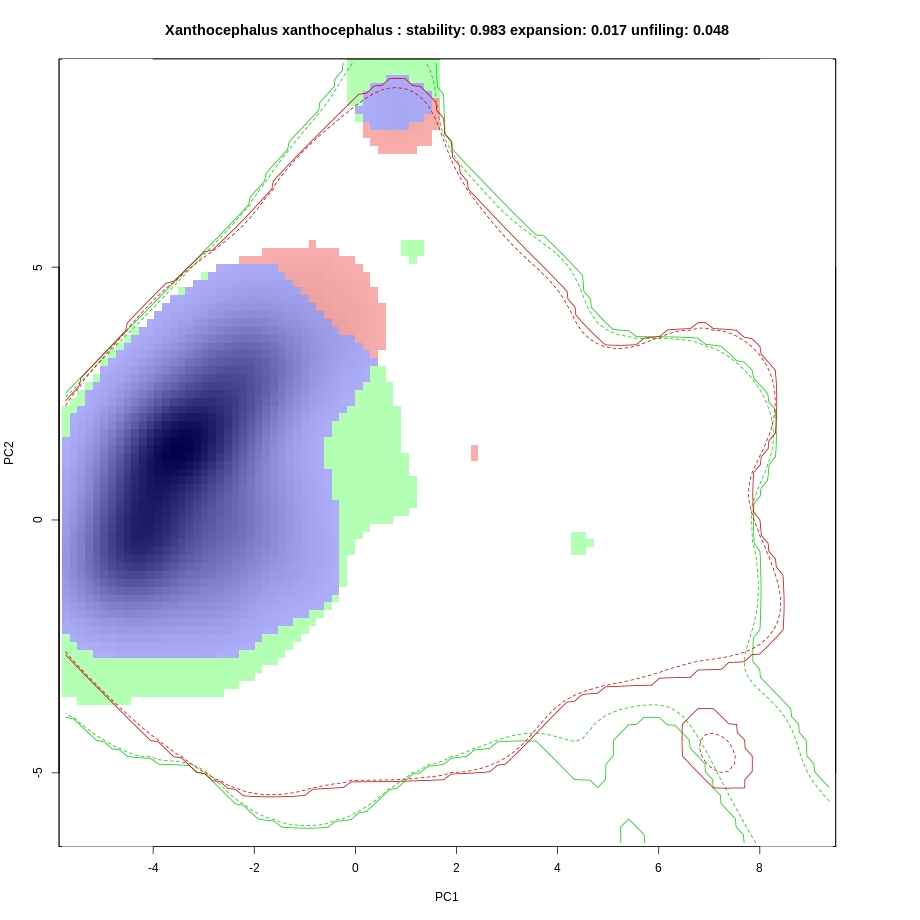 Xanthocephalus xanthocephalus : stability: 0.983 expansion: 0.017 unfiling: 0.048
5
0
-5
PC2
-4 -2 0 2 4 6 8
PC1